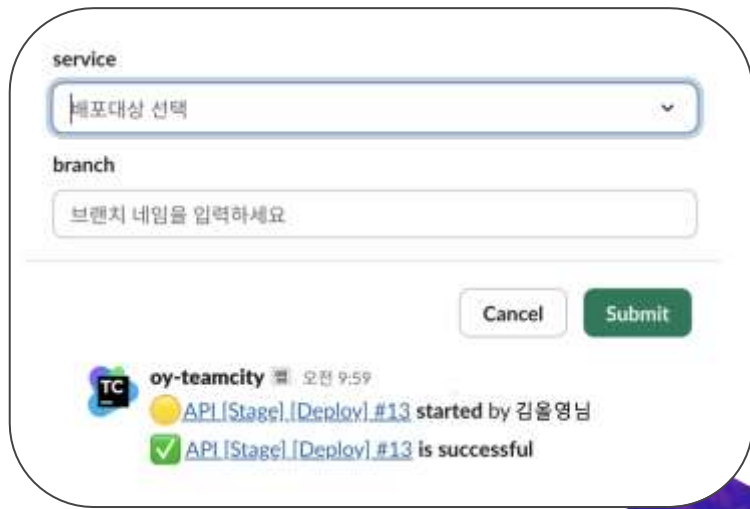 service
배포대상 선택
branch
브랜치 네임을 입력하세요
Cancel
Submit
TC
oy-teamcity 앱 오전 9:59
API [Stage] [Deploy] #13 started by 김올영님
API [Stage] [Deploy] #13 is successful